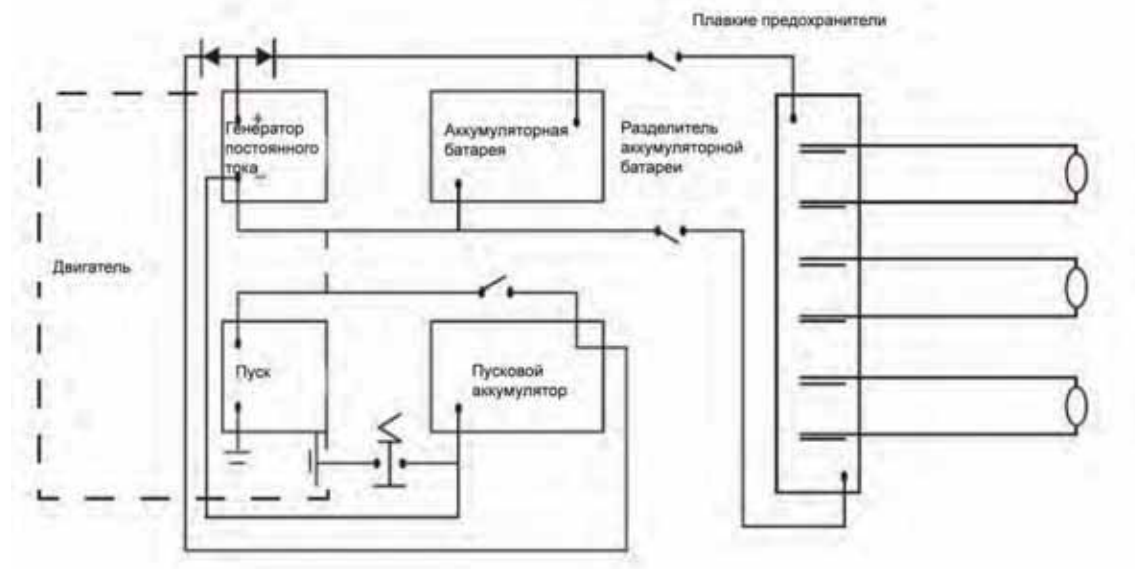 Плавкие предохранители
+
Генератор
постоянного
тока
–
Аккумуляторная
батарея
Разделитель
аккумуляторной
батареи
Двигатель
Пуск
Пусковой
аккумулятор